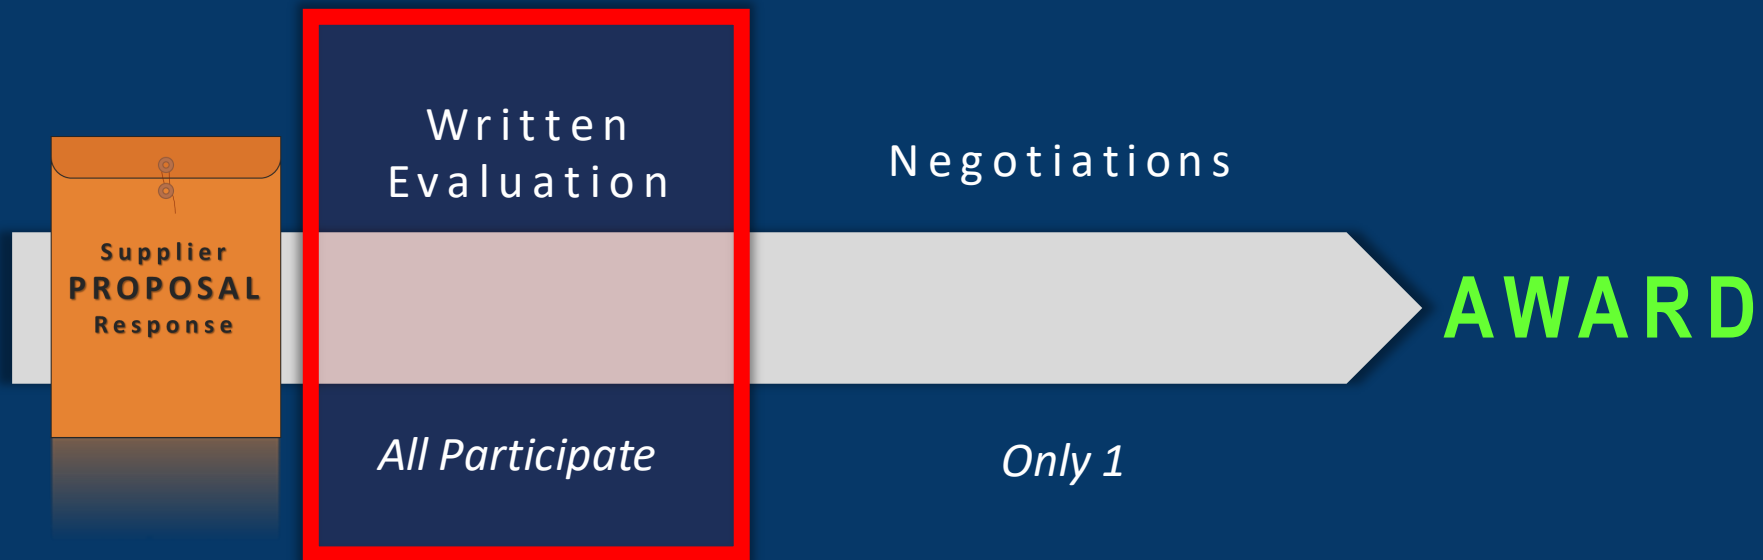 Supplier
PROPOSAL
Response
Written
Evaluation
All Participate
Negotiations
Only 1
AWARD